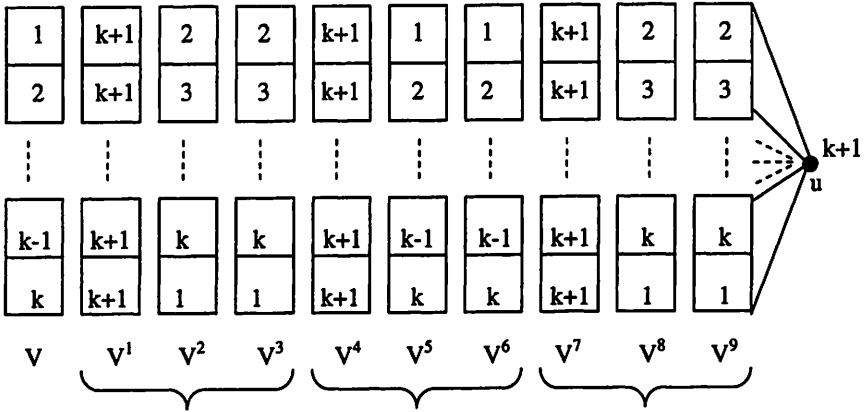 1 k+1 2 2 k+1 1 1 k+1 2 2
2 k+1 3 3 k+1 2 2 k+1 3 3
k+1
u
k-1 k+1 k k k+1 k-1 k-1 k+1 k k
k k+1 1 1 k+1 k k k+1 1 1
V V¹ V² V³ V⁴ V⁵ V⁶ V⁷ V⁸ V⁹